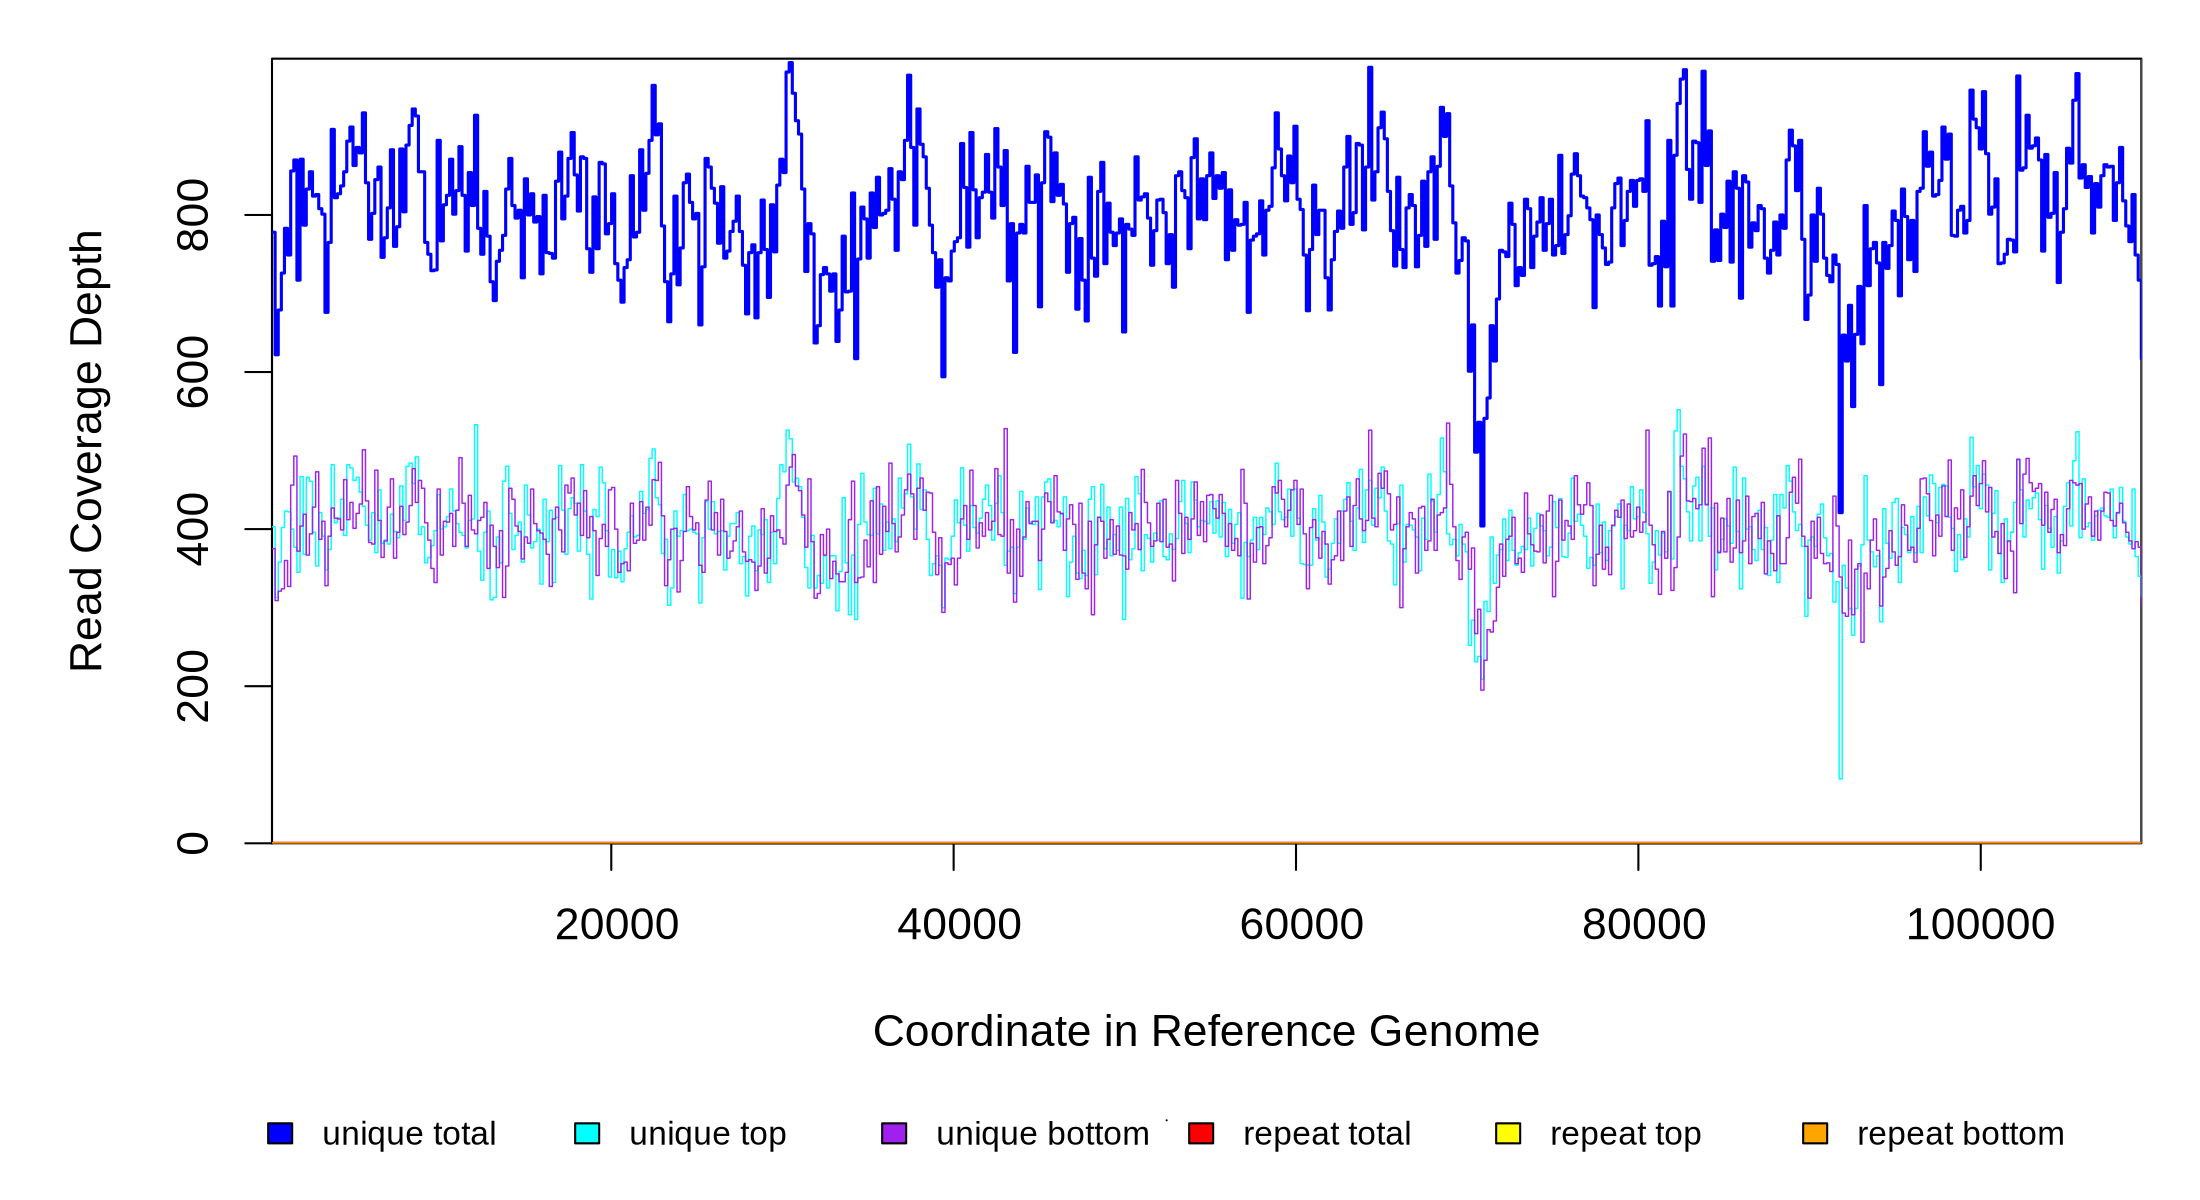 Read Coverage Depth
800
600
400
200
0
20000 40000 60000 80000 100000
Coordinate in Reference Genome
unique total unique top unique bottom repeat total repeat top repeat bottom